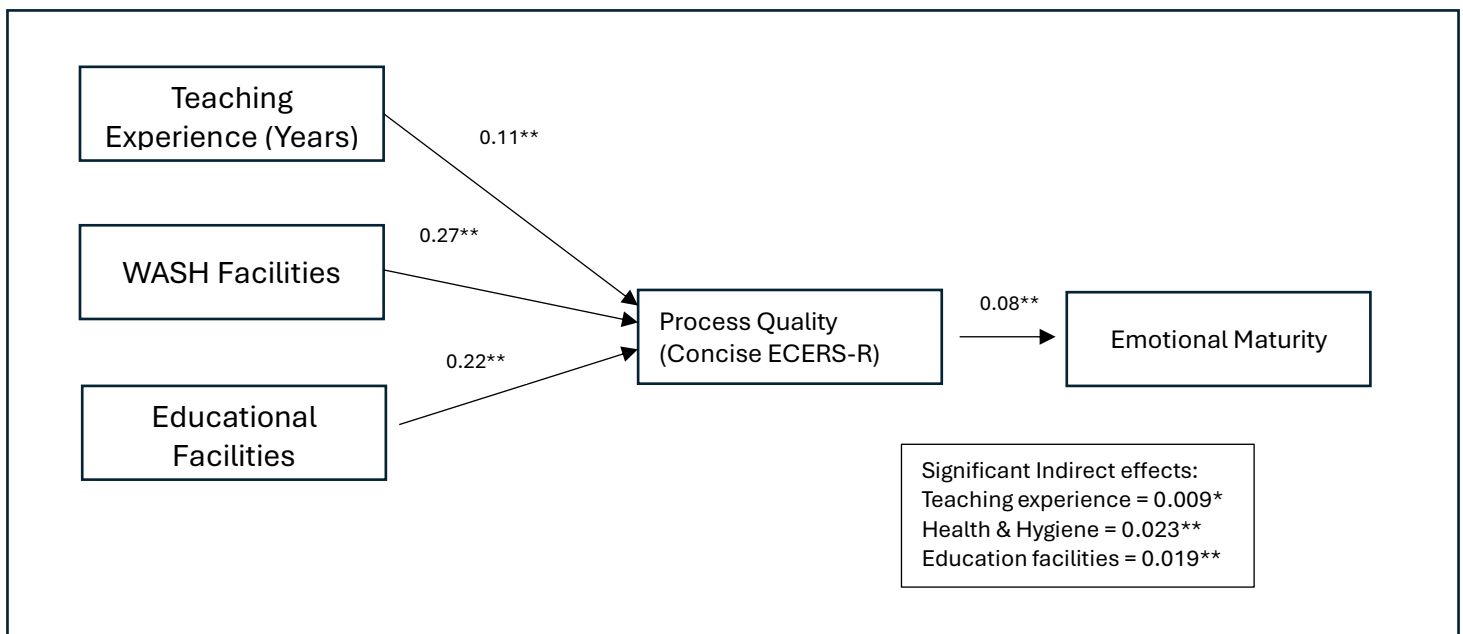 Teaching
Experience (Years)
0.11**
WASH Facilities
0.27**
Educational
Facilities
0.22**
Process Quality
(Concise ECERS-R)
0.08**
Emotional Maturity
Significant Indirect effects:
Teaching experience = 0.009*
Health & Hygiene = 0.023**
Education facilities = 0.019**